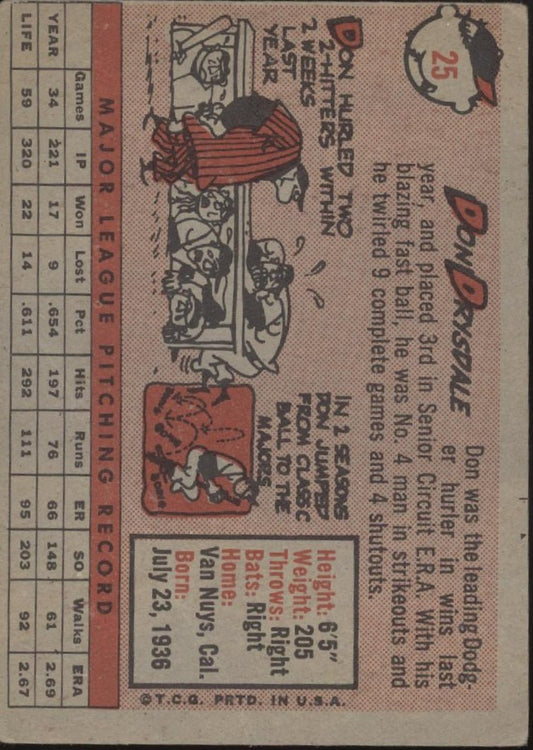 25
DON DRYSDALE
Don was the leading Dodg-
er hurler in wins last
year, and placed 3rd in Senior Circuit E.R.A. With his
blazing fast ball, he was No. 4 man in strikeouts and
he twirled 9 complete games and 4 shutouts.
DON HURLED TWO
2-HITTERS WITHIN
2 WEEKS
LAST
YEAR
IN 2 SEASONS
DON JUMPED
FROM CLASS C
BALL TO THE
MAJORS
Height: 6'5"
Weight: 205
Throws: Right
Bats: Right
Home:
Van Nuys, Cal.
Born:
July 23, 1936
©T.C.G. PRTD. IN U.S.A.
MAJOR LEAGUE PITCHING RECORD
Games IP Won Lost Pct Hits Runs ER SO Walks ERA
YEAR 34 221 17 9 .654 197 76 66 148 61 2.69
LIFE 59 320 22 14 .611 292 111 95 203 92 2.67